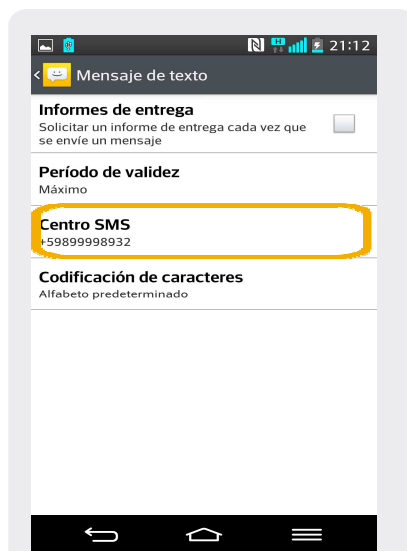 21:12
Mensaje de texto
Informes de entrega
Solicitar un informe de entrega cada vez que
se envíe un mensaje
Período de validez
Máximo
Centro SMS
+59899998932
Codificación de caracteres
Alfabeto predeterminado